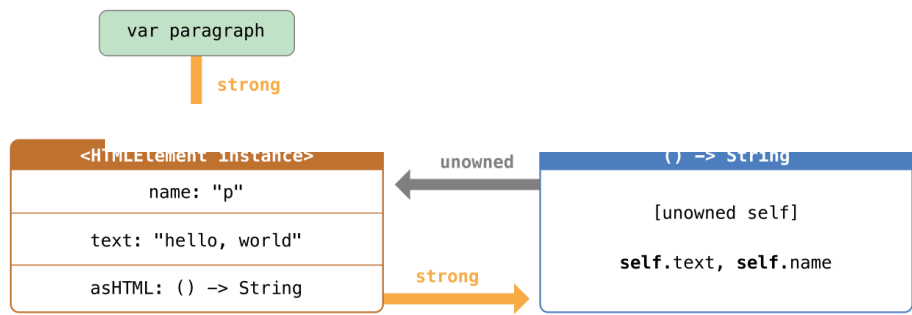 var paragraph
strong
<HTMLElement instance>
() -> String
unowned
name: "p"
[unowned self]
text: "hello, world"
self.text, self.name
strong
asHTML: () -> String